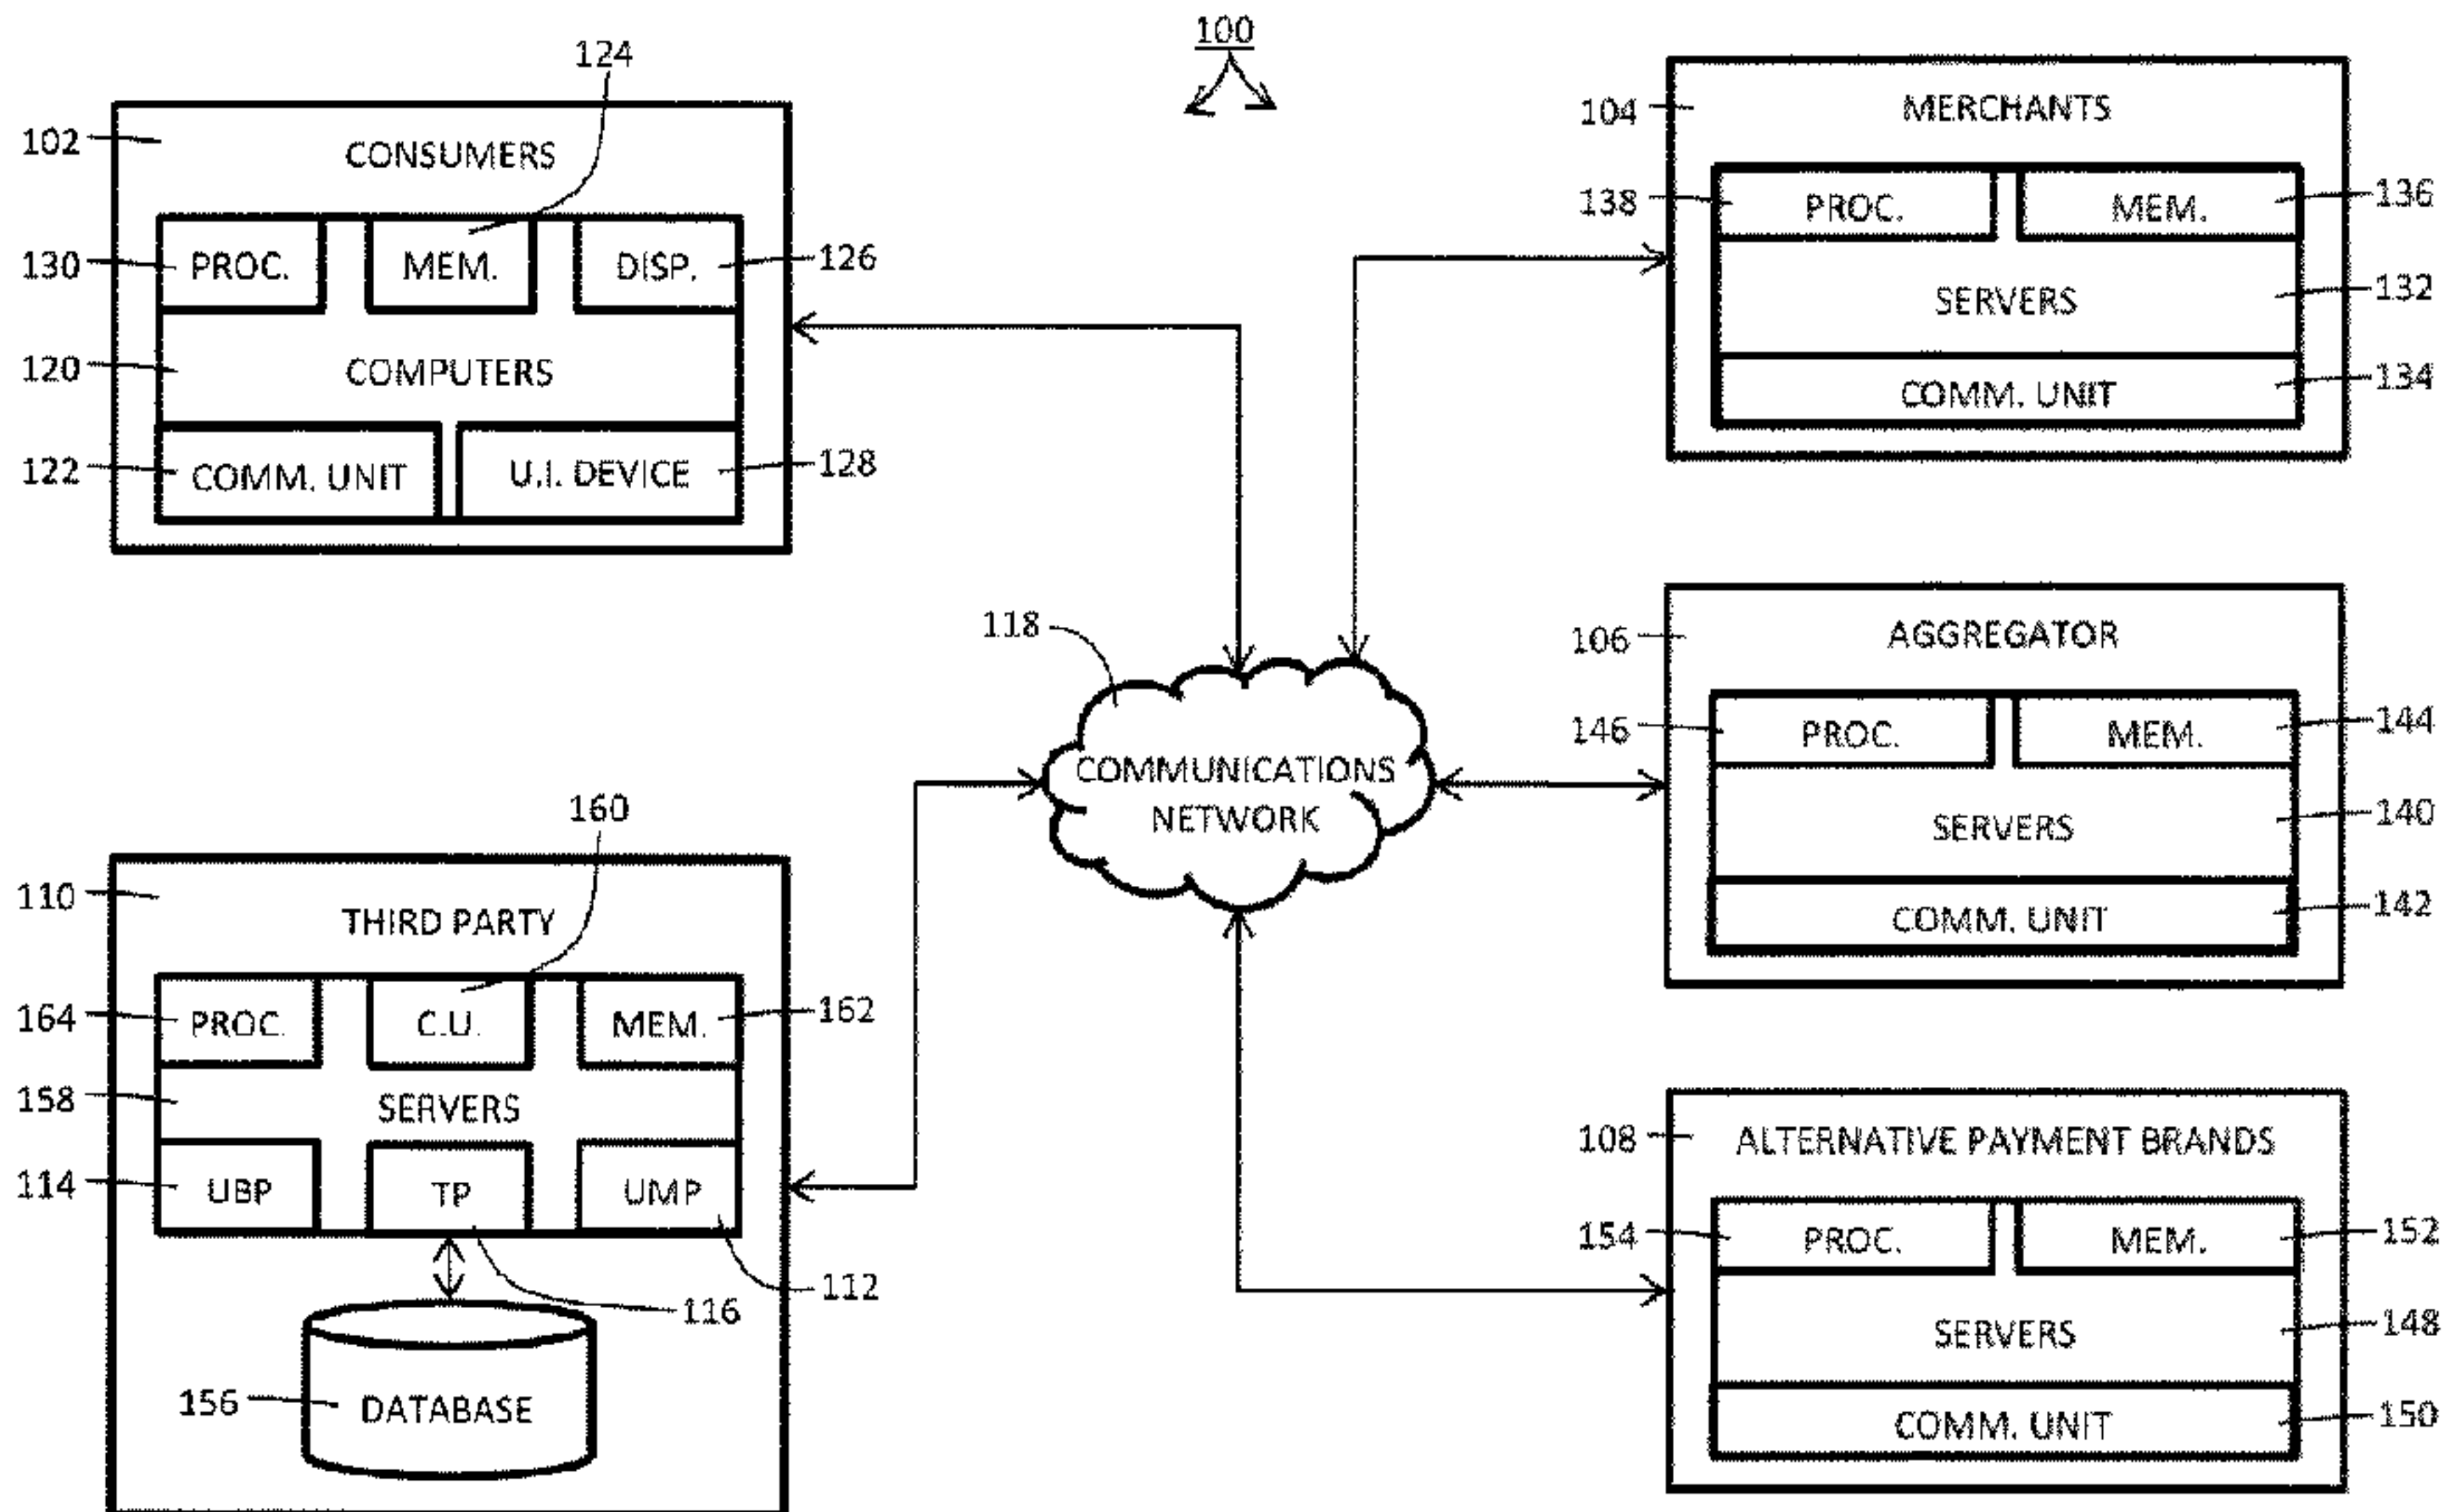 100
124
102
CONSUMERS
130
PROC.
MEM.
DISP.
126
120
COMPUTERS
122
COMM. UNIT
U.I. DEVICE
128
104
MERCHANTS
138
PROC.
MEM.
136
SERVERS
132
COMM. UNIT
134
118
COMMUNICATIONS
NETWORK
106
AGGREGATOR
146
PROC.
MEM.
144
SERVERS
140
COMM. UNIT
142
160
110
THIRD PARTY
164
PROC.
C.U.
MEM.
162
158
SERVERS
114
UBP
TP
UMP
112
116
156
DATABASE
108
ALTERNATIVE PAYMENT BRANDS
154
PROC.
MEM.
152
SERVERS
148
COMM. UNIT
150